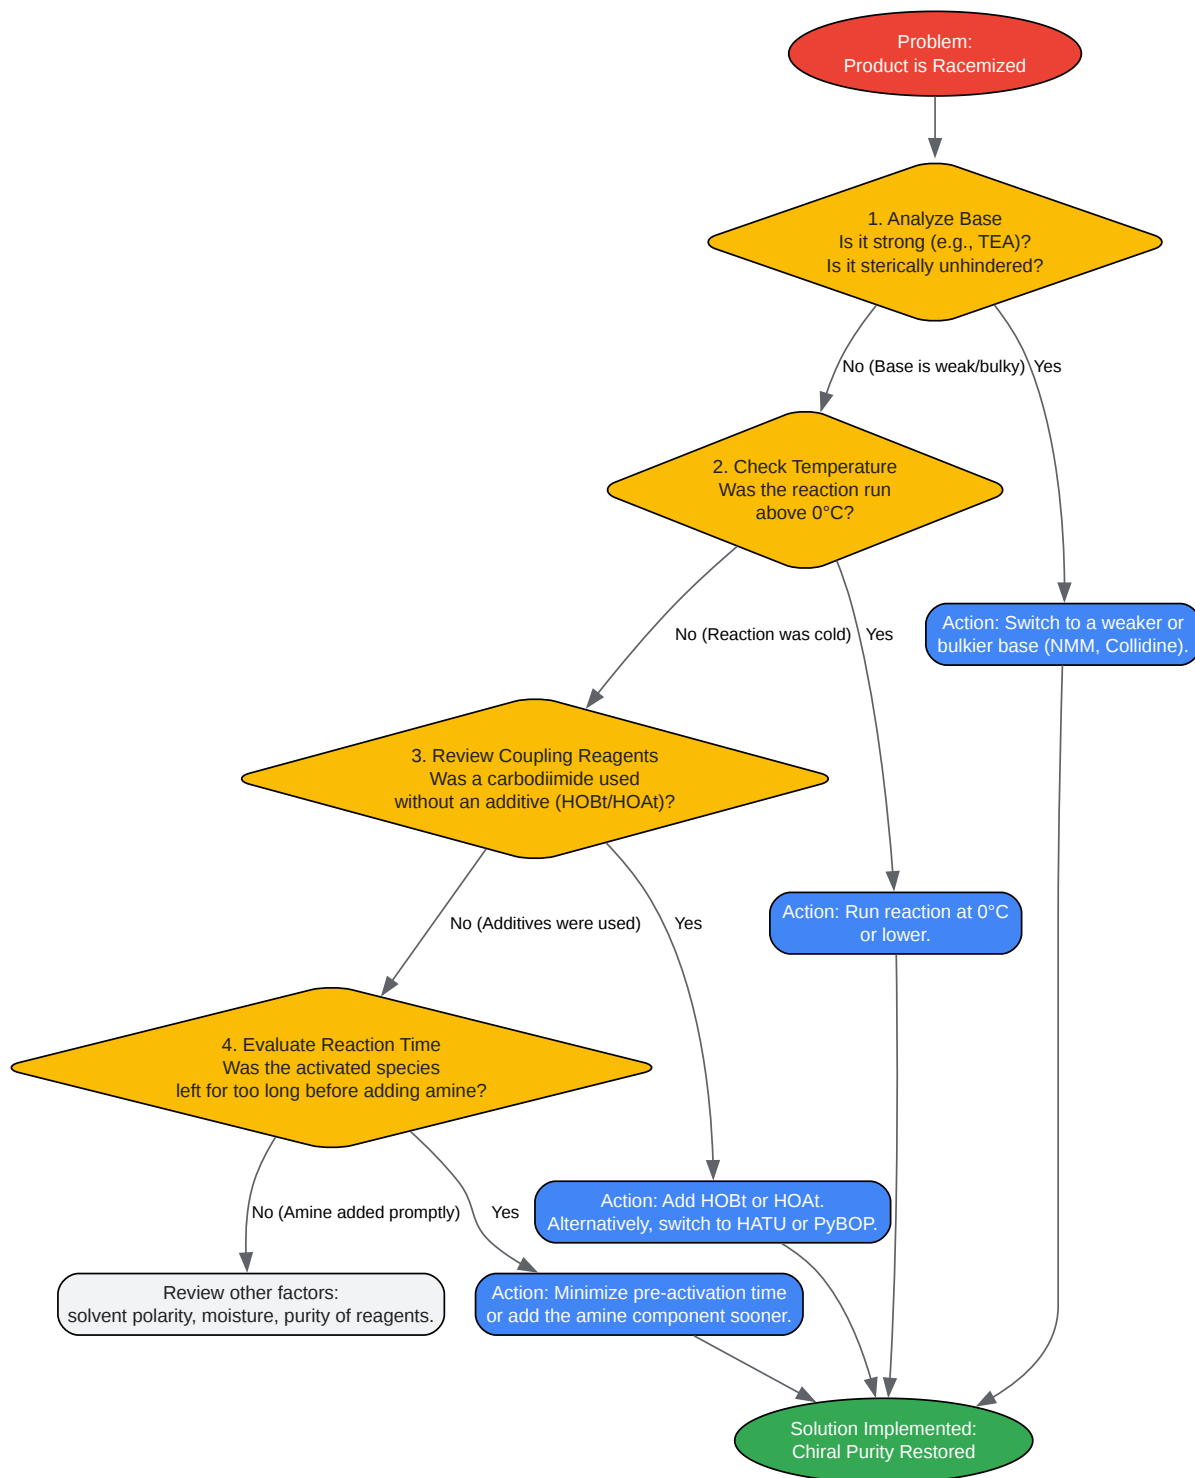 Problem:
Product is Racemized
1. Analyze Base
Is it strong (e.g., TEA)?
Is it sterically unhindered?
No (Base is weak/bulky)
Yes
2. Check Temperature
Was the reaction run
above 0°C?
No (Reaction was cold)
Yes
Action: Switch to a weaker or
bulkier base (NMM, Collidine).
3. Review Coupling Reagents
Was a carbodiimide used
without an additive (HOBt/HOAt)?
No (Additives were used)
Yes
Action: Run reaction at 0°C
or lower.
4. Evaluate Reaction Time
Was the activated species
left for too long before adding amine?
No (Amine added promptly)
Yes
Action: Add HOBt or HOAt.
Alternatively, switch to HATU or PyBOP.
Review other factors:
solvent polarity, moisture, purity of reagents.
Action: Minimize pre-activation time
or add the amine component sooner.
Solution Implemented:
Chiral Purity Restored